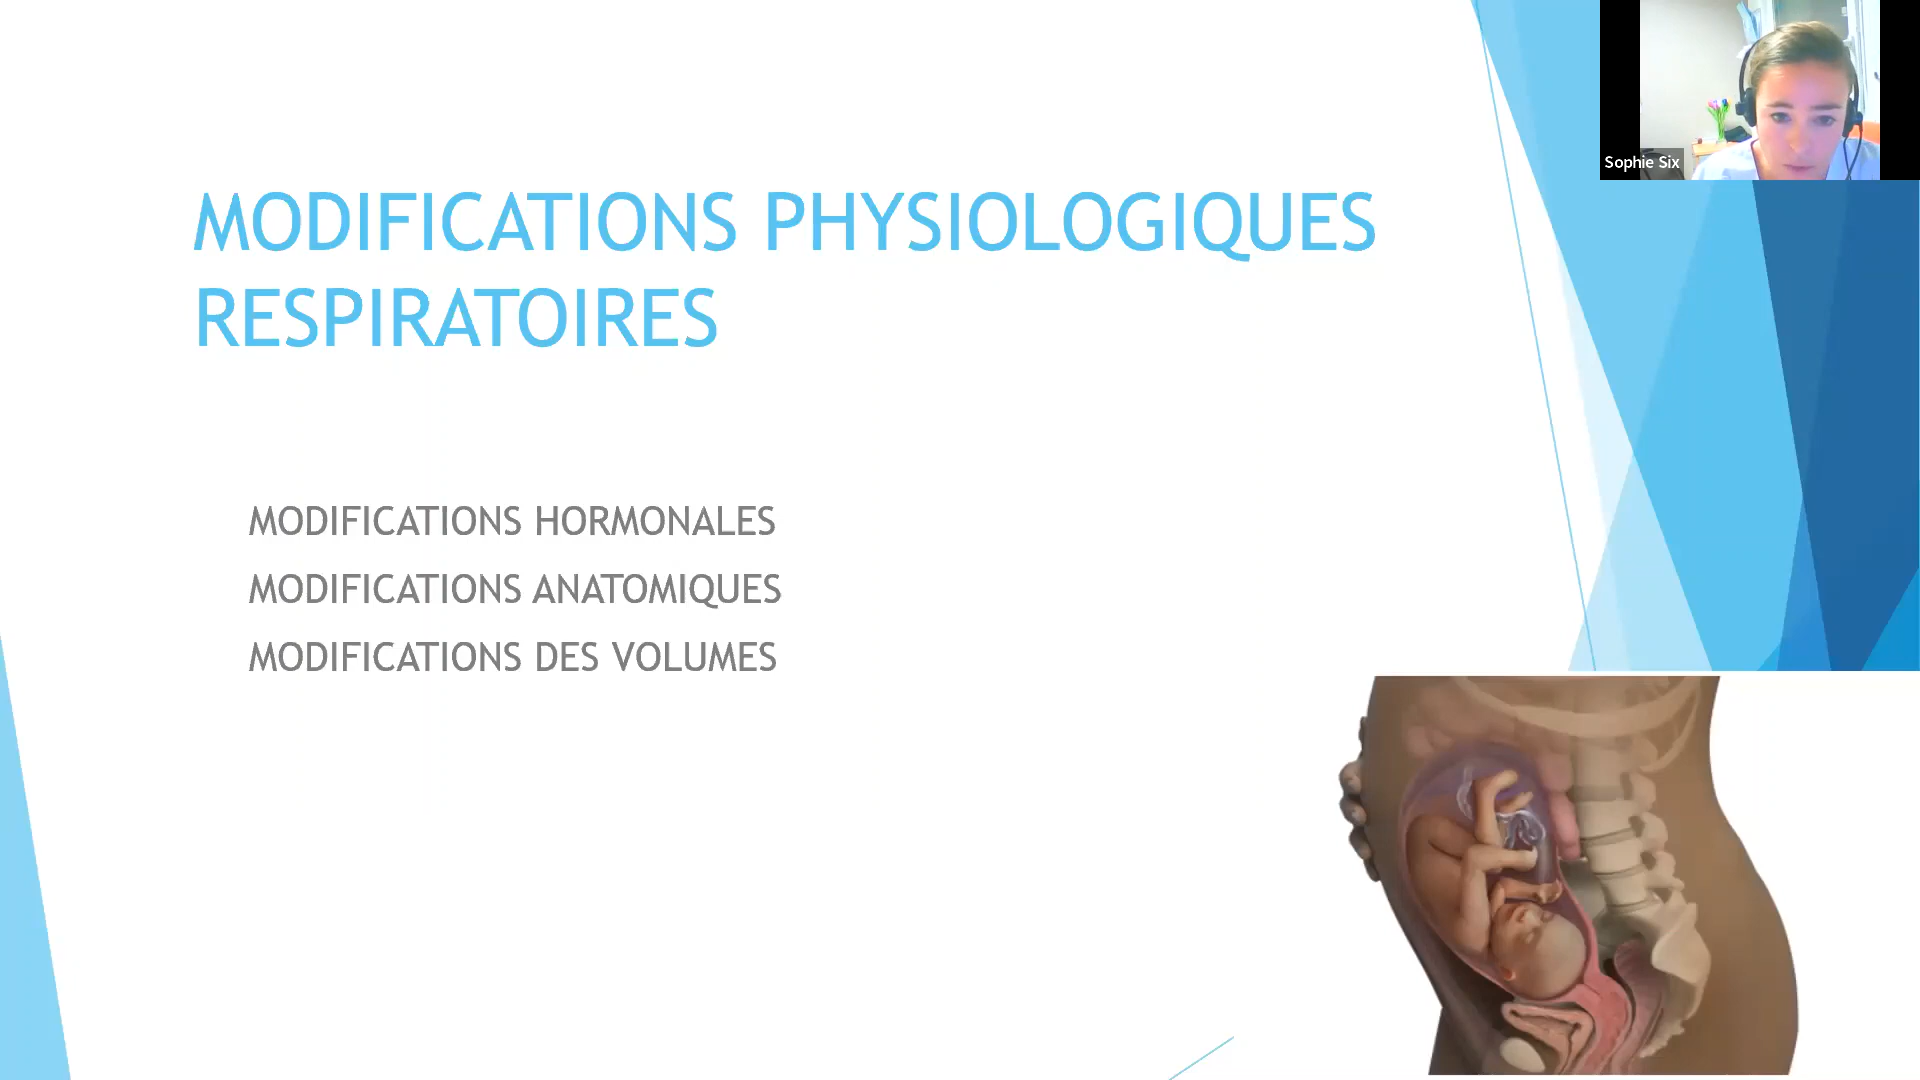 MODIFICATIONS PHYSIOLOGIQUES
RESPIRATOIRES
MODIFICATIONS HORMONALES
MODIFICATIONS ANATOMIQUES
MODIFICATIONS DES VOLUMES
Sophie Six